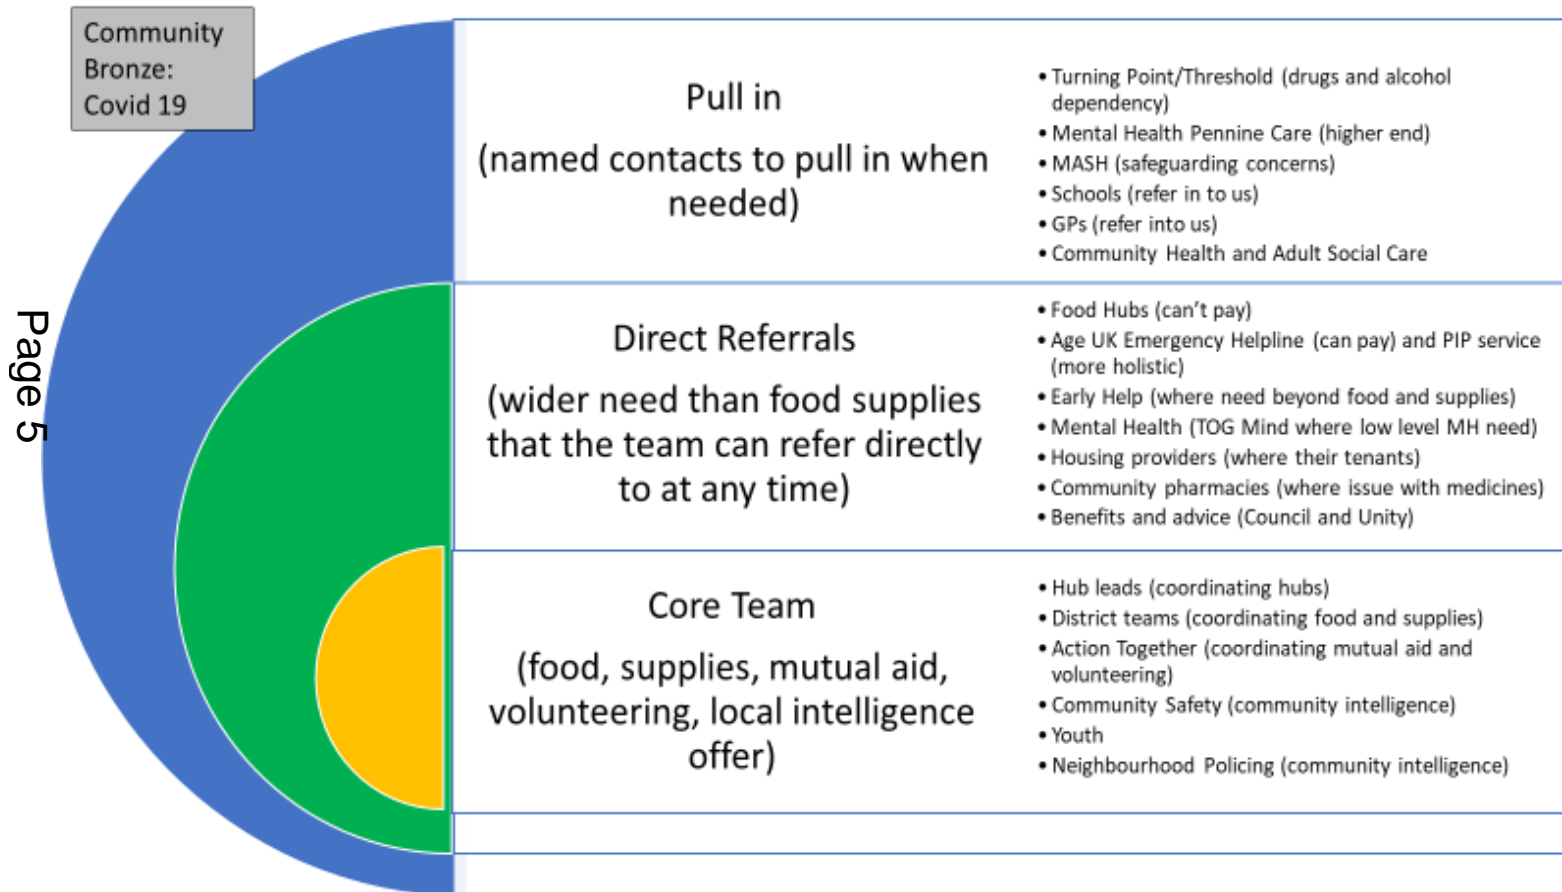 Community
Bronze:
Covid 19
Page 5
Pull in
(named contacts to pull in when
needed)
• Turning Point/Threshold (drugs and alcohol
dependency)
• Mental Health Pennine Care (higher end)
• MASH (safeguarding concerns)
• Schools (refer in to us)
• GPs (refer into us)
• Community Health and Adult Social Care
Direct Referrals
(wider need than food supplies
that the team can refer directly
to at any time)
• Food Hubs (can’t pay)
• Age UK Emergency Helpline (can pay) and PIP service
(more holistic)
• Early Help (where need beyond food and supplies)
• Mental Health (TOG Mind where low level MH need)
• Housing providers (where their tenants)
• Community pharmacies (where issue with medicines)
• Benefits and advice (Council and Unity)
Core Team
(food, supplies, mutual aid,
volunteering, local intelligence
offer)
• Hub leads (coordinating hubs)
• District teams (coordinating food and supplies)
• Action Together (coordinating mutual aid and
volunteering)
• Community Safety (community intelligence)
• Youth
• Neighbourhood Policing (community intelligence)